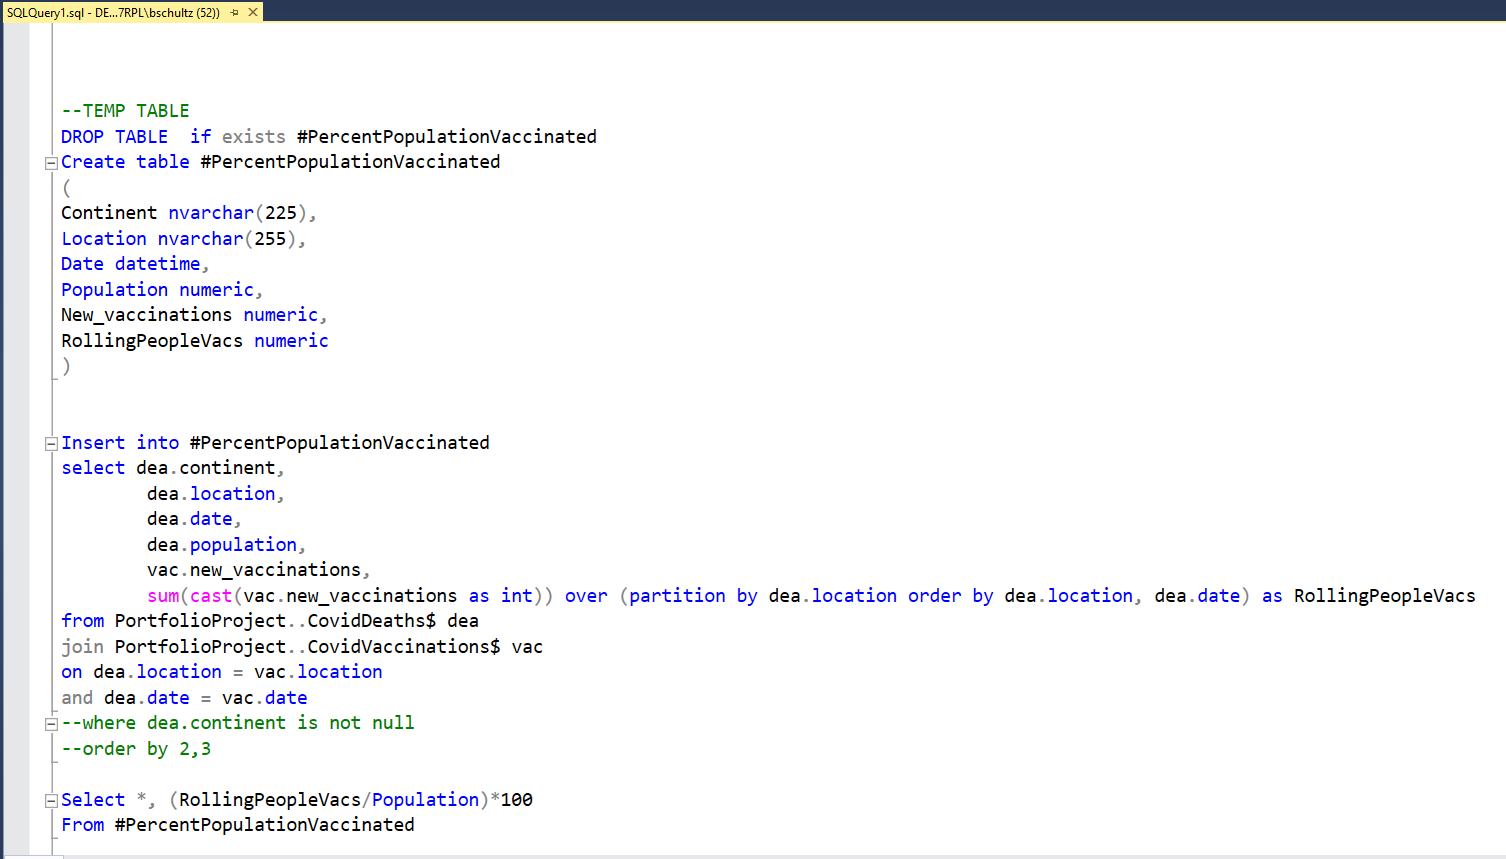 SQLQuery1.sql - DE...7RPL\bschultz (52))
--TEMP TABLE
DROP TABLE  if exists #PercentPopulationVaccinated
Create table #PercentPopulationVaccinated
(
Continent nvarchar(225),
Location nvarchar(255),
Date datetime,
Population numeric,
New_vaccinations numeric,
RollingPeopleVacs numeric
)
Insert into #PercentPopulationVaccinated
select dea.continent,
        dea.location,
        dea.date,
        dea.population,
        vac.new_vaccinations,
        sum(cast(vac.new_vaccinations as int)) over (partition by dea.location order by dea.location, dea.date) as RollingPeopleVacs
from PortfolioProject..CovidDeaths$ dea
join PortfolioProject..CovidVaccinations$ vac
on dea.location = vac.location
and dea.date = vac.date
--where dea.continent is not null
--order by 2,3
Select *, (RollingPeopleVacs/Population)*100
From #PercentPopulationVaccinated